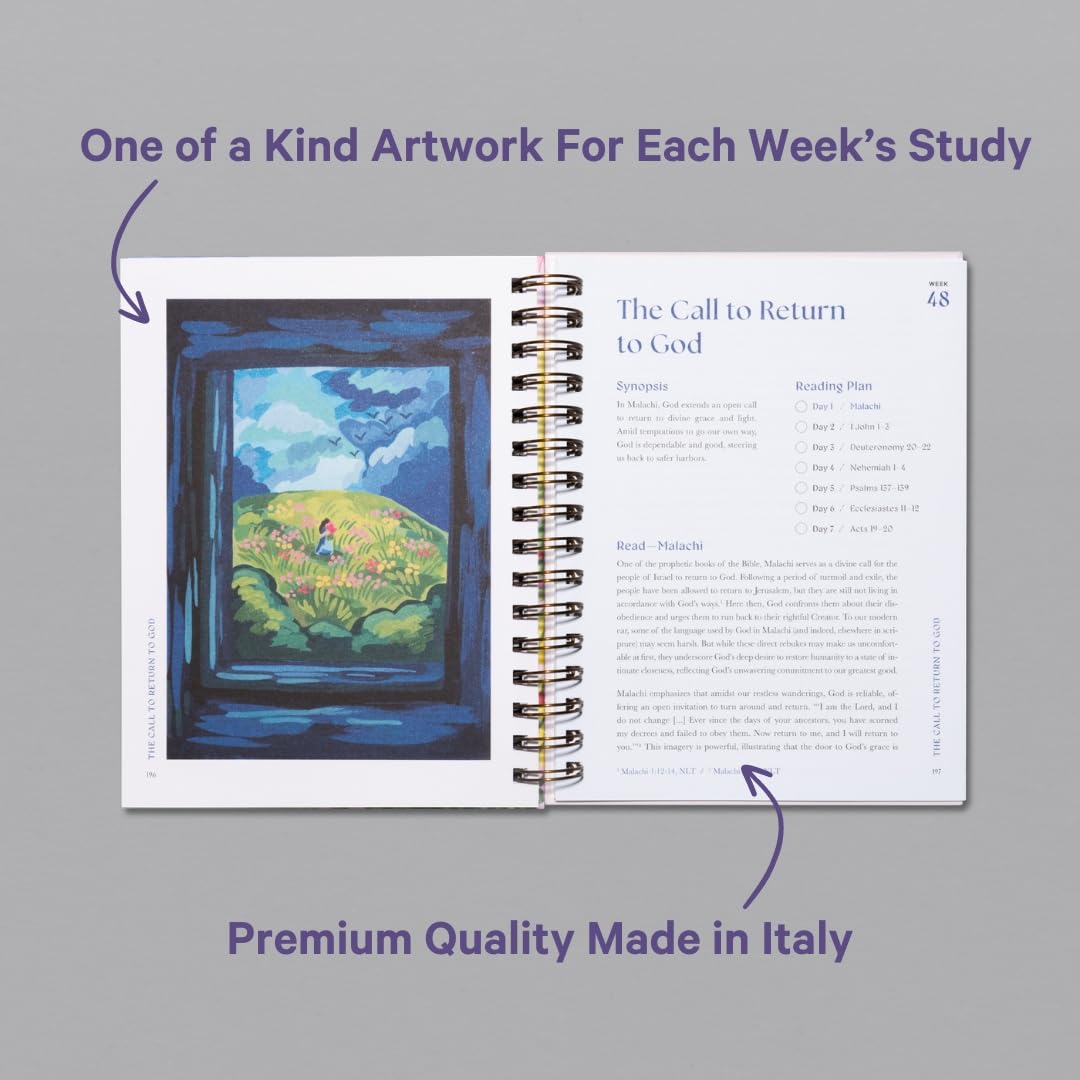 One of a Kind Artwork For Each Week's Study
THE CALL TO RETURN TO GOD
196
WEEK
48
The Call to Return
to God
Synopsis
In Malachi, God extends an open call
to return to divine grace and light.
Amid temptations to go our own way,
God is dependable and good, steering
us back to safer harbors.
Reading Plan
Day 1 / Malachi
Day 2 / 1 John 1–3
Day 3 / Deuteronomy 20–22
Day 4 / Nehemiah 1–4
Day 5 / Psalms 137–139
Day 6 / Ecclesiastes 11–12
Day 7 / Acts 19–20
Read—Malachi
One of the prophetic books of the Bible, Malachi serves as a divine call for the
people of Israel to return to God. Following a period of turmoil and exile, the
people have been allowed to return to Jerusalem, but they are still not living in
accordance with God's ways.¹ Here then, God confronts them about their dis-
obedience and urges them to run back to their rightful Creator. To our modern
ear, some of the language used by God in Malachi (and indeed, elsewhere in scri-
pture) may seem harsh. But while these direct rebukes may make us uncomfort-
able at first, they underscore God's deep desire to restore humanity to a state of in-
timate closeness, reflecting God's unwavering commitment to our greatest good.
Malachi emphasizes that amidst our restless wanderings, God is reliable, of-
fering an open invitation to turn around and return. "'I am the Lord, and I
do not change [...] Ever since the days of your ancestors, you have scorned
my decrees and failed to obey them. Now return to me, and I will return to
you.'"² This imagery is powerful, illustrating that the door to God's grace is
¹ Malachi 1:12-14, NLT / ² Malachi NLT
THE CALL TO RETURN TO GOD
197
Premium Quality Made in Italy